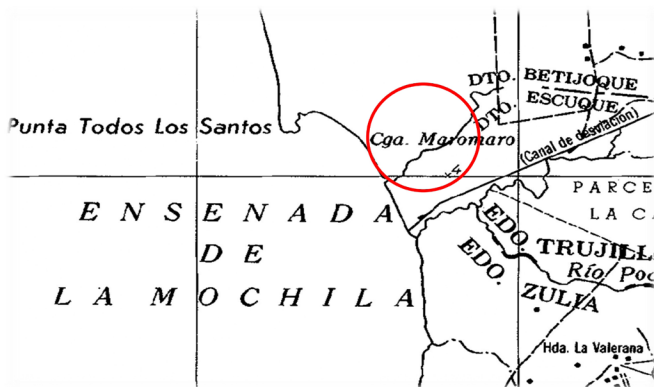 DTO. BETIJOQUE
DTO. ESCUQUE
Punta Todos Los Santos
Cga. Maromaro
(Canal de desviación)
PARCE
LA C
ENSENADA
DE
LA MOCHILA
EDO. TRUJILL
EDO. ZULIA
Río Poc
Hda. La Valerana